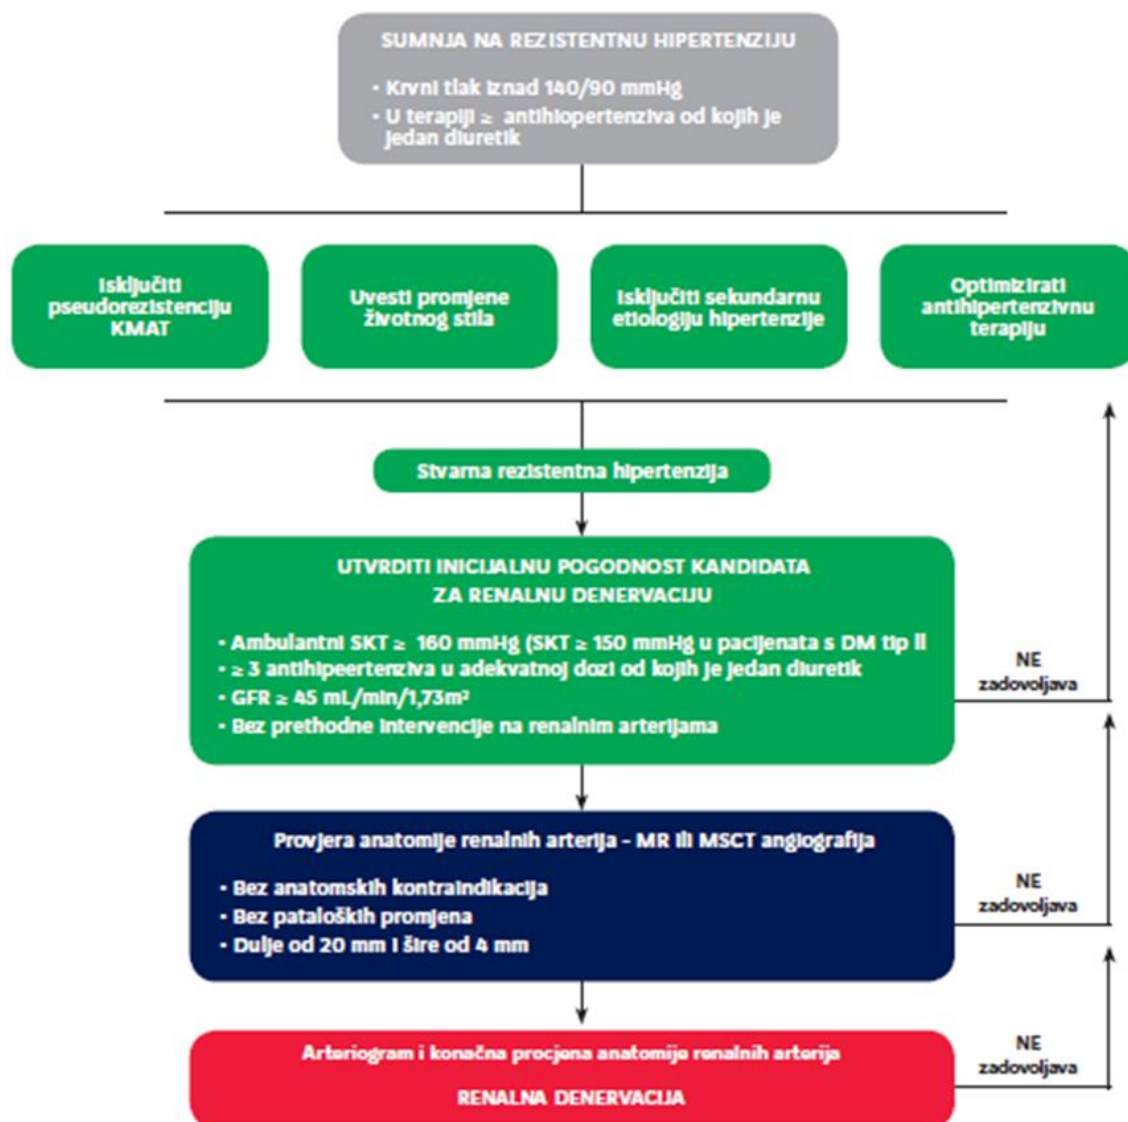 SUMNJA NA REZISTENTNU HIPERTENZIJU
• Krvni tlak iznad 140/90 mmHg
• U terapiji ≥ antihiopertenziva od kojih je
jedan diuretik
Isključiti
pseudorezistenciju
KMAT
Uvesti promjene
životnog stila
Isključiti sekundarnu
etiologiju hipertenzije
Optimizirati
antihipertenzivnu
terapiju
Stvarna rezistentna hipertenzija
UTVRDITI INICIJALNU POGODNOST KANDIDATA
ZA RENALNU DENERVACIJU
• Ambulantni SKT ≥ 160 mmHg (SKT ≥ 150 mmHg u pacijenata s DM tip II
• ≥ 3 antihipeertenziva u adekvatnoj dozi od kojih je jedan diuretik
• GFR ≥ 45 mL/min/1,73m²
• Bez prethodne intervencije na renalnim arterijama
NE
zadovoljava
Provjera anatomije renalnih arterija – MR ili MSCT angiografija
• Bez anatomskih kontraindikacija
• Bez pataloških promjena
• Dulje od 20 mm i šire od 4 mm
NE
zadovoljava
Arteriogram i konačna procjena anatomije renalnih arterija
RENALNA DENERVACIJA
NE
zadovoljava